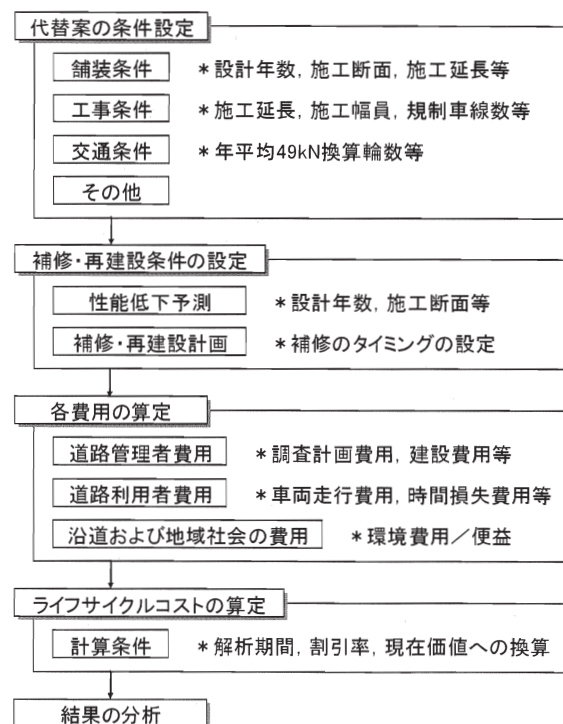 代替案の条件設定
舗装条件 *設計年数, 施工断面, 施工延長等
工事条件 *施工延長, 施工幅員, 規制車線数等
交通条件 *年平均49kN換算輪数等
その他
補修・再建設条件の設定
性能低下予測 *設計年数, 施工断面等
補修・再建設計画 *補修のタイミングの設定
各費用の算定
道路管理者費用 *調査計画費用, 建設費用等
道路利用者費用 *車両走行費用, 時間損失費用等
沿道および地域社会の費用 *環境費用/便益
ライフサイクルコストの算定
計算条件 *解析期間, 割引率, 現在価値への換算
結果の分析